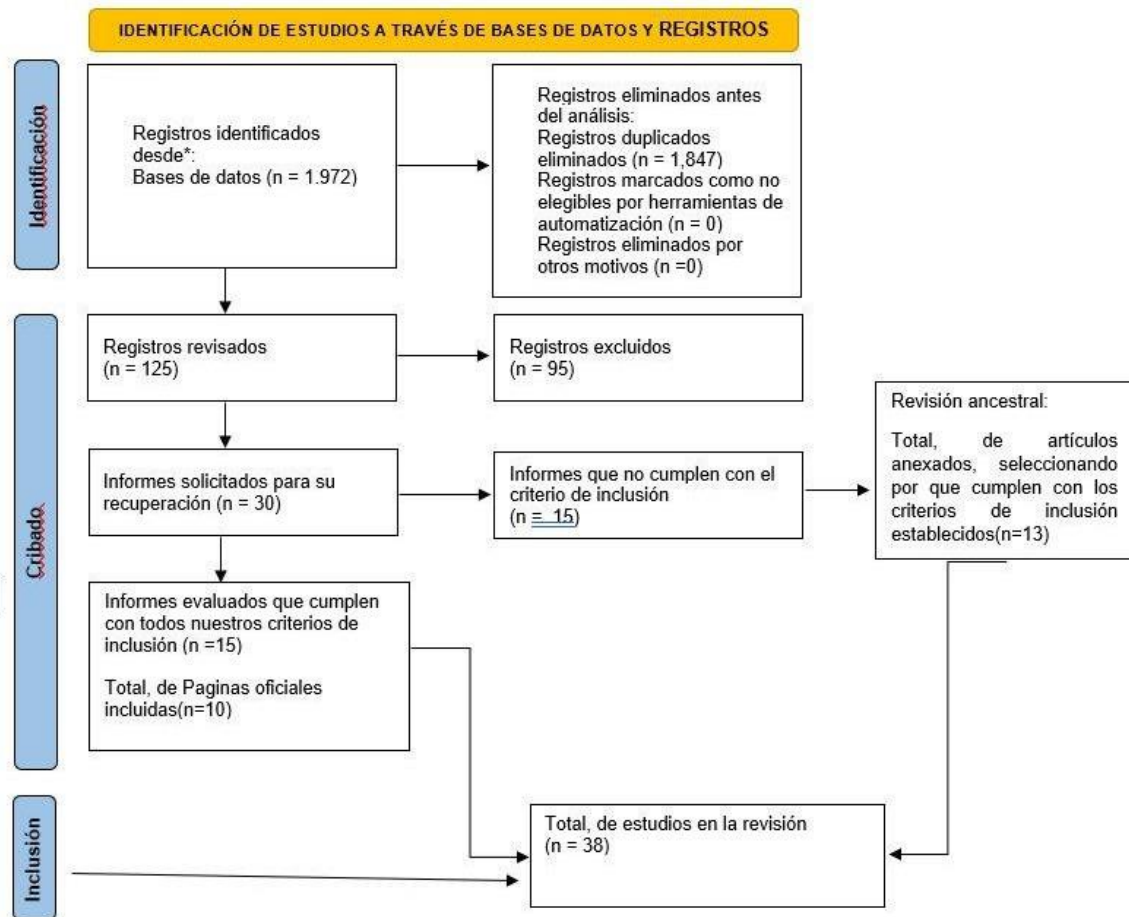 IDENTIFICACIÓN DE ESTUDIOS A TRAVÉS DE BASES DE DATOS Y REGISTROS
Identificación
Registros identificados
desde*:
Bases de datos (n = 1.972)
Registros eliminados antes
del análisis:
Registros duplicados
eliminados (n = 1,847)
Registros marcados como no
elegibles por herramientas de
automatización (n = 0)
Registros eliminados por
otros motivos (n =0)
Cribado
Registros revisados
(n = 125)
Registros excluidos
(n = 95)
Informes solicitados para su
recuperación (n = 30)
Informes que no cumplen con el
criterio de inclusión
(n = 15)
Revisión ancestral:
Total, de artículos
anexados, seleccionando
por que cumplen con los
criterios de inclusión
establecidos(n=13)
Informes evaluados que cumplen
con todos nuestros criterios de
inclusión (n =15)
Total, de Paginas oficiales
incluidas(n=10)
Inclusión
Total, de estudios en la revisión
(n = 38)